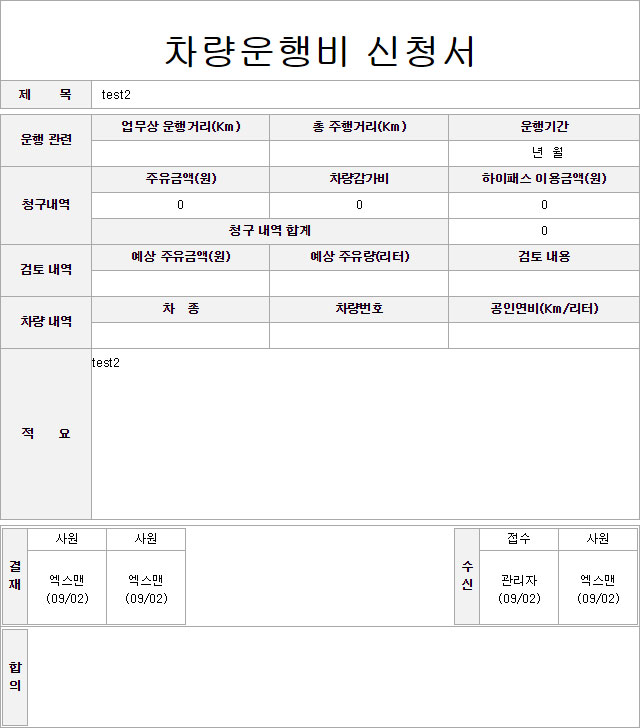 차량운행비 신청서
제 목 test2
운행 관련 업무상 운행거리(Km) 총 주행거리(Km) 운행기간
년 월
청구내역 주유금액(원) 차량감가비 하이패스 이용금액(원)
0 0 0
청구 내역 합계 0
검토 내역 예상 주유금액(원) 예상 주유량(리터) 검토 내용
차량 내역 차 종 차량번호 공인연비(Km/리터)
적 요 test2
결재 사원 사원 수신 접수 사원
엑스맨 엑스맨 관리자 엑스맨
(09/02) (09/02) (09/02) (09/02)
합의